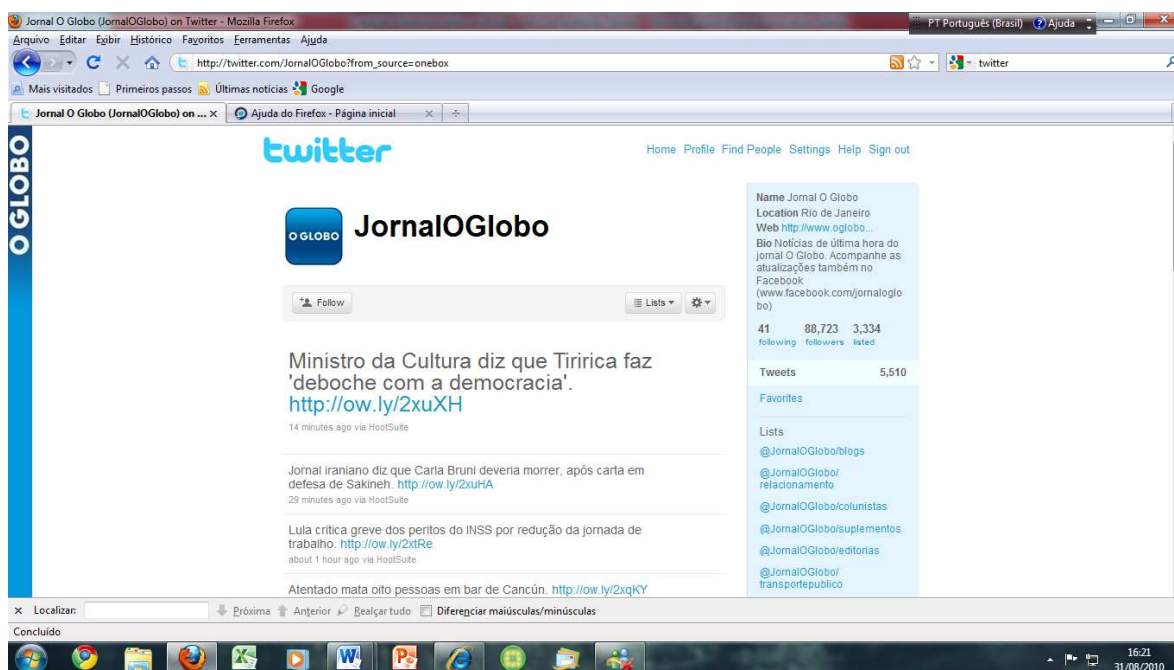 Jornal O Globo (JornalOGlobo) on Twitter - Mozilla Firefox
PT Português (Brasil) Ajuda
Arquivo Editar Exibir Histórico Favoritos Ferramentas Ajuda
http://twitter.com/JornalOGlobo?from_source=onebox
twitter
Mais visitados Primeiros passos Últimas notícias Google
Jornal O Globo (JornalOGlobo) on ... Ajuda do Firefox - Página inicial
O GLOBO
twitter
Home Profile Find People Settings Help Sign out
O GLOBO
JornalOGlobo
Follow
Lists
Ministro da Cultura diz que Tiririca faz
'deboche com a democracia'.
http://ow.ly/2xuXH
14 minutes ago via HootSuite
Jornal iraniano diz que Carla Bruni deveria morrer, após carta em
defesa de Sakineh. http://ow.ly/2xuHA
29 minutes ago via HootSuite
Lula critica greve dos peritos do INSS por redução da jornada de
trabalho. http://ow.ly/2xtRe
about 1 hour ago via HootSuite
Atentado mata oito pessoas em bar de Cancún. http://ow.ly/2xqKY
Name Jornal O Globo
Location Rio de Janeiro
Web http://www.oglobo...
Bio Notícias de última hora do
jornal O Globo. Acompanhe as
atualizações também no
Facebook
(www.facebook.com/jornaloglo
bo)
41 88,723 3,334
following followers listed
Tweets 5,510
Favorites
Lists
@JornalOGlobo/blogs
@JornalOGlobo/
relacionamento
@JornalOGlobo/colunistas
@JornalOGlobo/suplementos
@JornalOGlobo/editorias
@JornalOGlobo/
transportepublico
Localizar: Próxima Anterior Realçar tudo Diferenciar maiúsculas/minúsculas
Concluído
16:21
31/08/2010